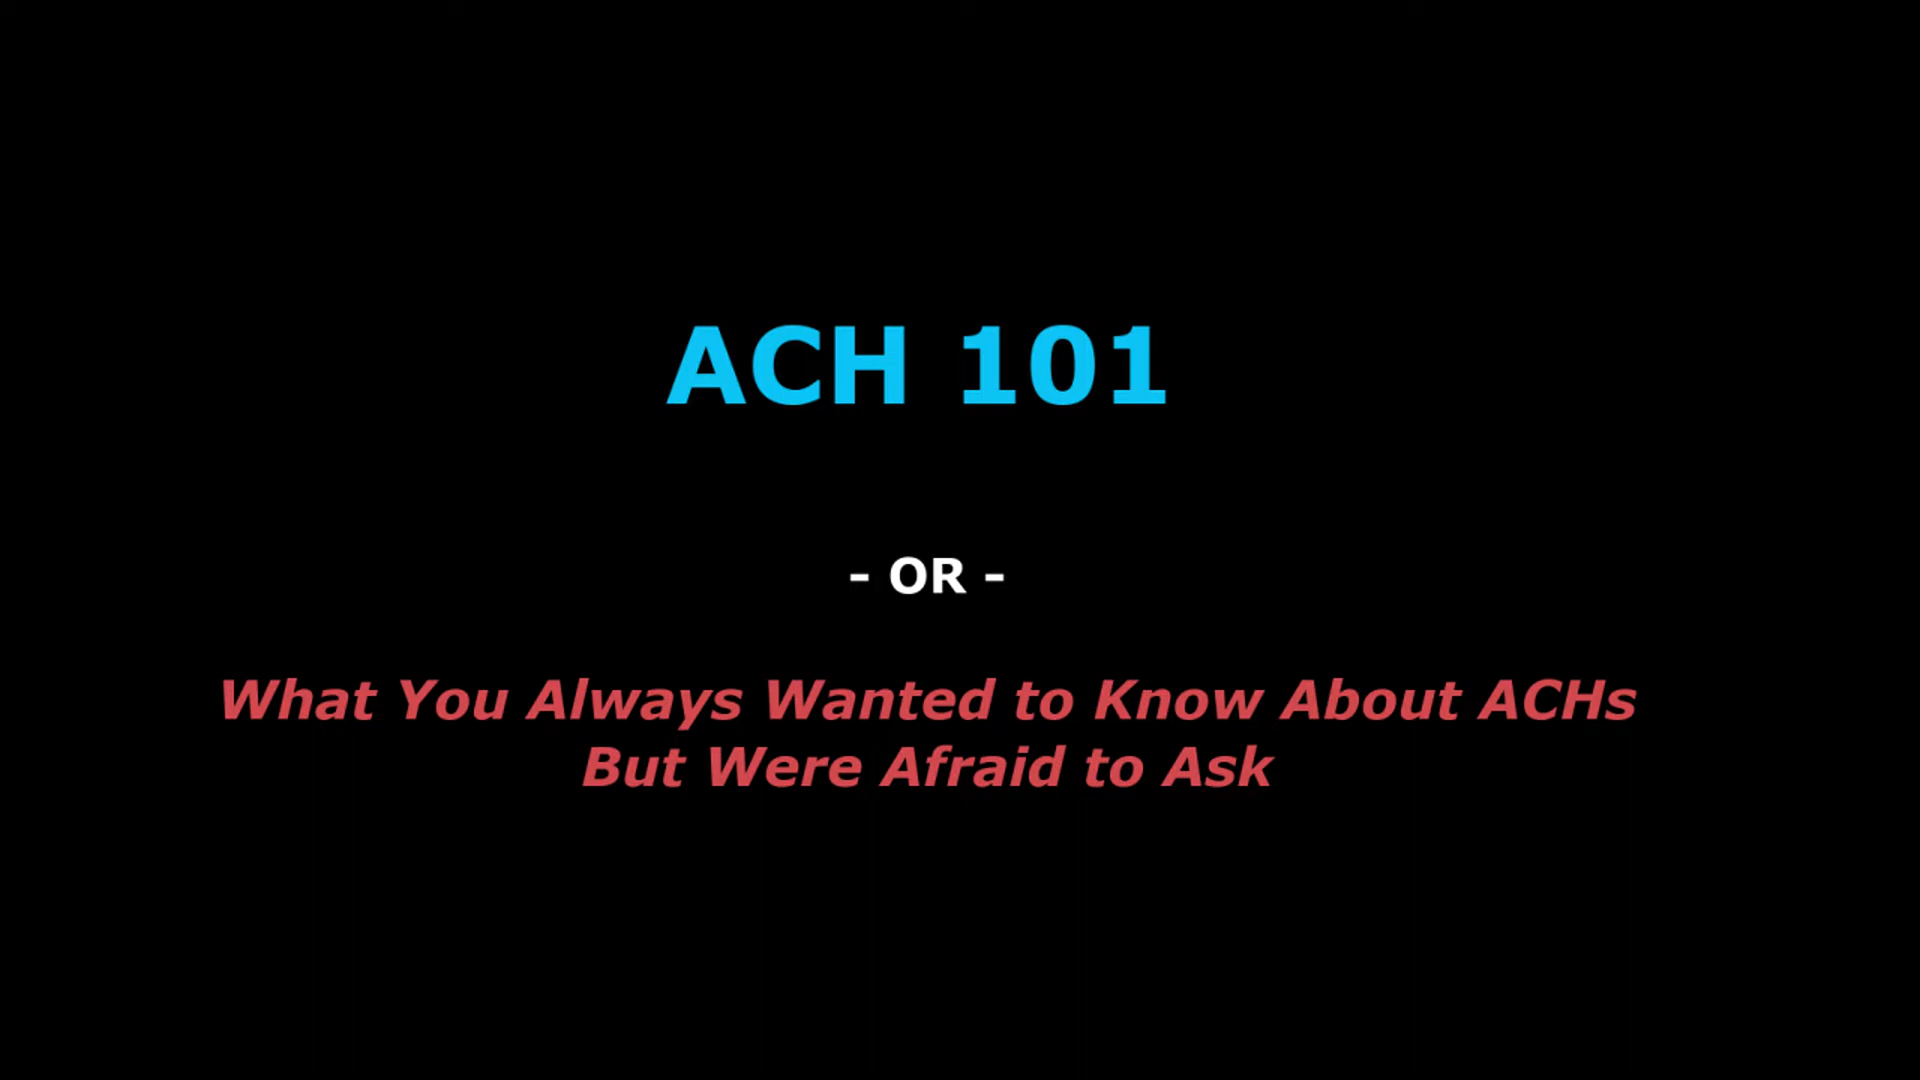 ACH 101
- OR -
What You Always Wanted to Know About ACHs
But Were Afraid to Ask